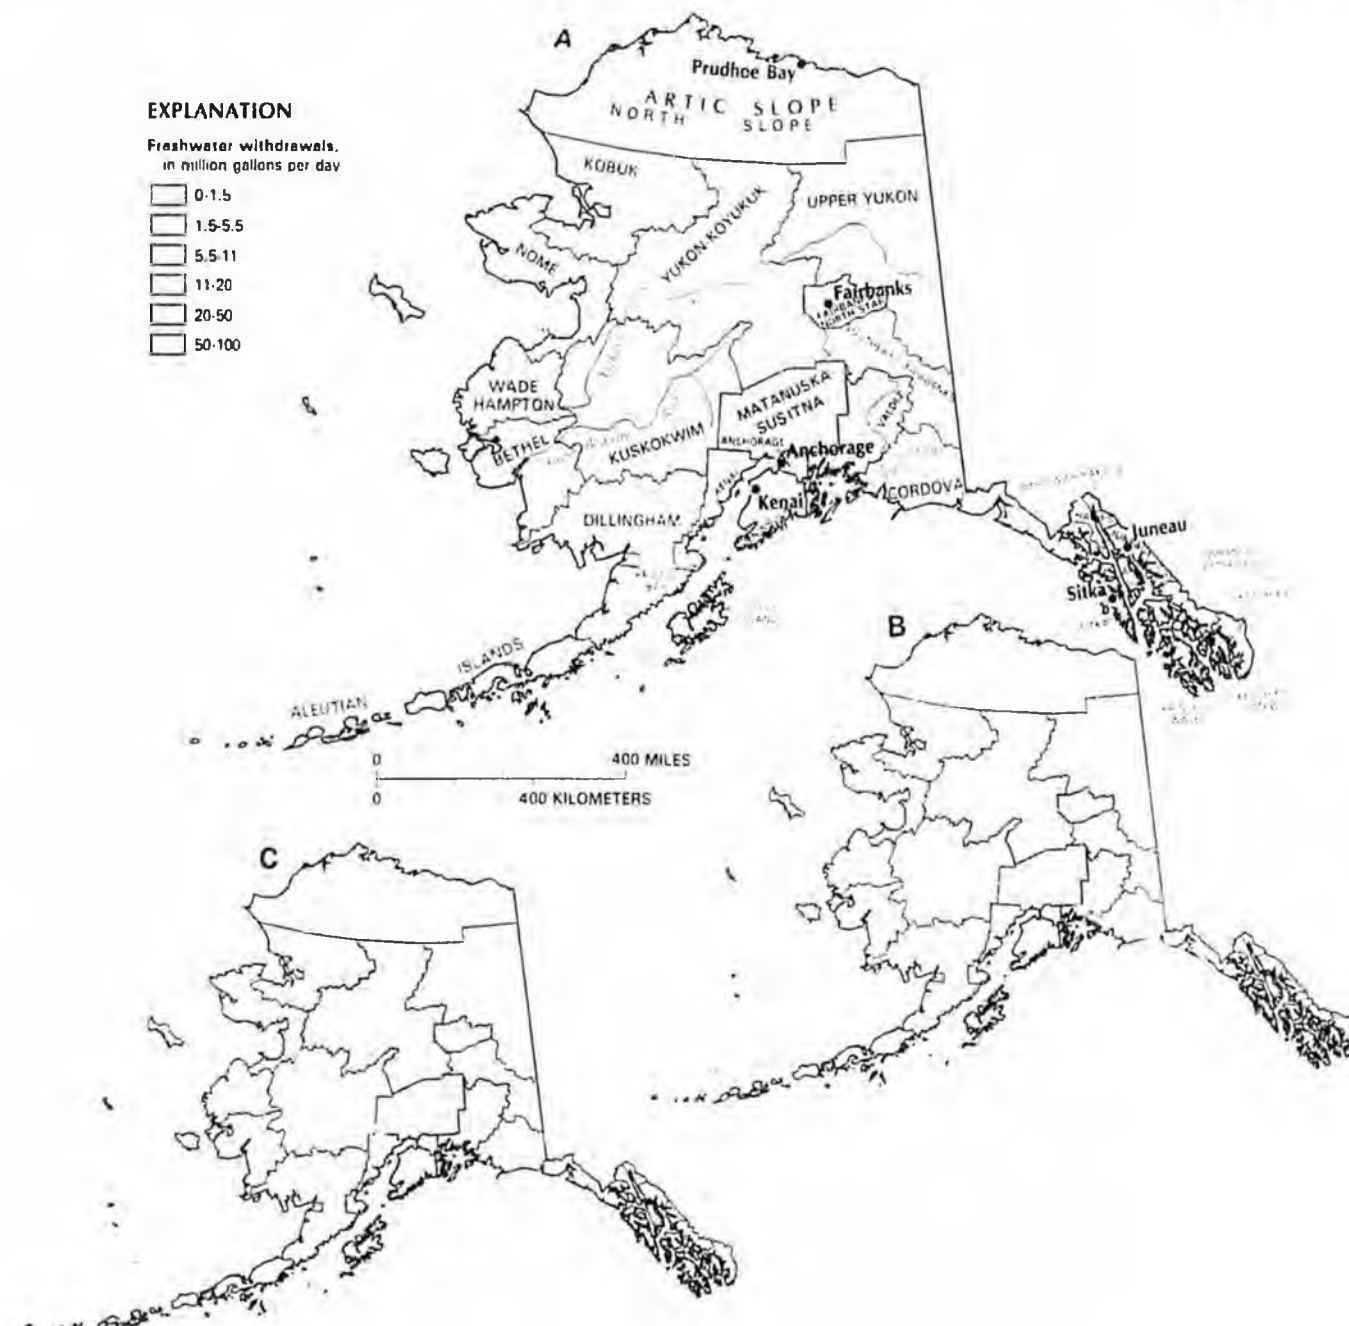 A
EXPLANATION
Freshwater withdrawals,
in million gallons per day
0-1.5
1.5-5.5
5.5-11
11-20
20-50
50-100
Prudhoe Bay
ARTIC SLOPE
NORTH SLOPE
KOBUK
UPPER YUKON
YUKON-KOYUKUK
NOME
Fairbanks
NORTH STAR
WADE
HAMPTON
MATANUSKA
SUSITNA
VALDEZ
ANCHORAGE
Anchorage
BETHEL
KUSKOKWIM
Kenai
CORDOVA
DILLINGHAM
Juneau
Sitka
B
ISLANDS
ALEUTIAN
0 400 MILES
0 400 KILOMETERS
C